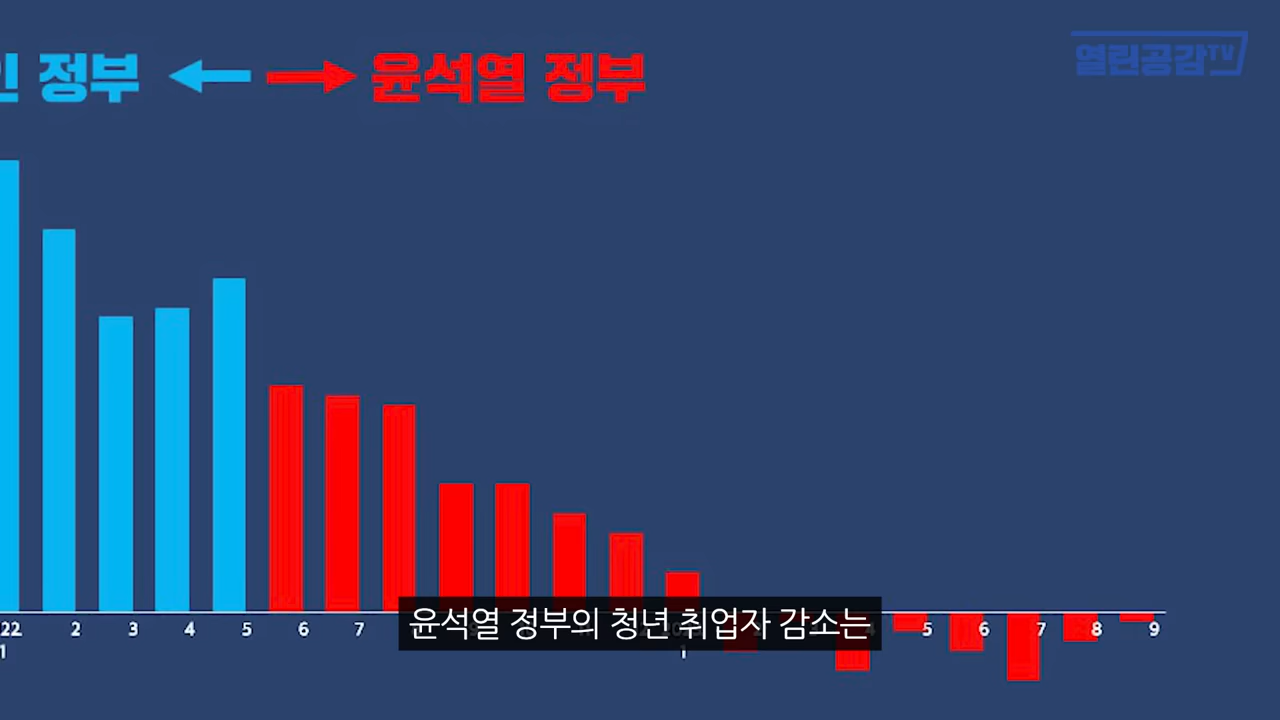 인 정부 윤석열 정부
열린공감TV
22 2 3 4 5 6 7 5 6 7 8 9
1 1
윤석열 정부의 청년 취업자 감소는